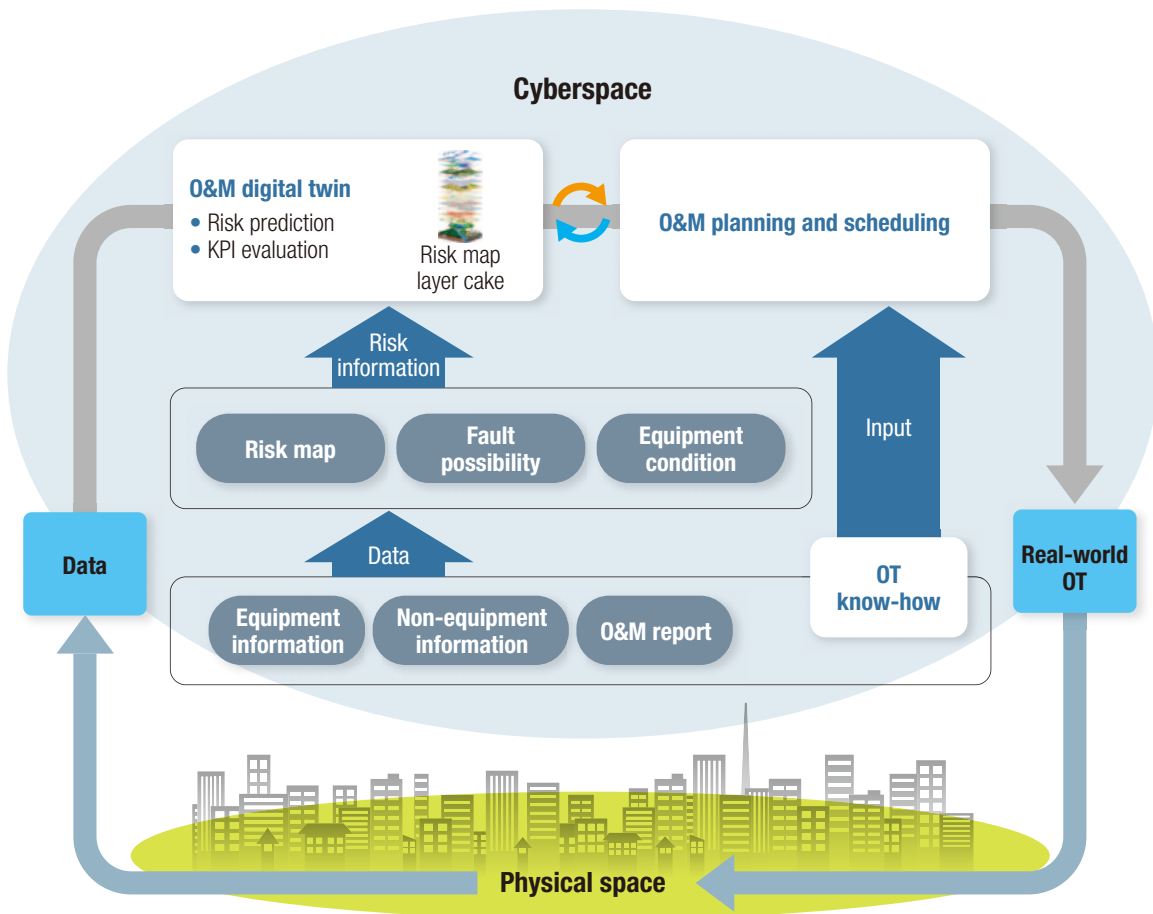 Cyberspace
O&M digital twin
• Risk prediction
• KPI evaluation
Risk map
layer cake
O&M planning and scheduling
Risk
information
Risk map
Fault
possibility
Equipment
condition
Input
Data
Data
Equipment
information
Non-equipment
information
O&M report
OT
know-how
Real-world
OT
Physical space